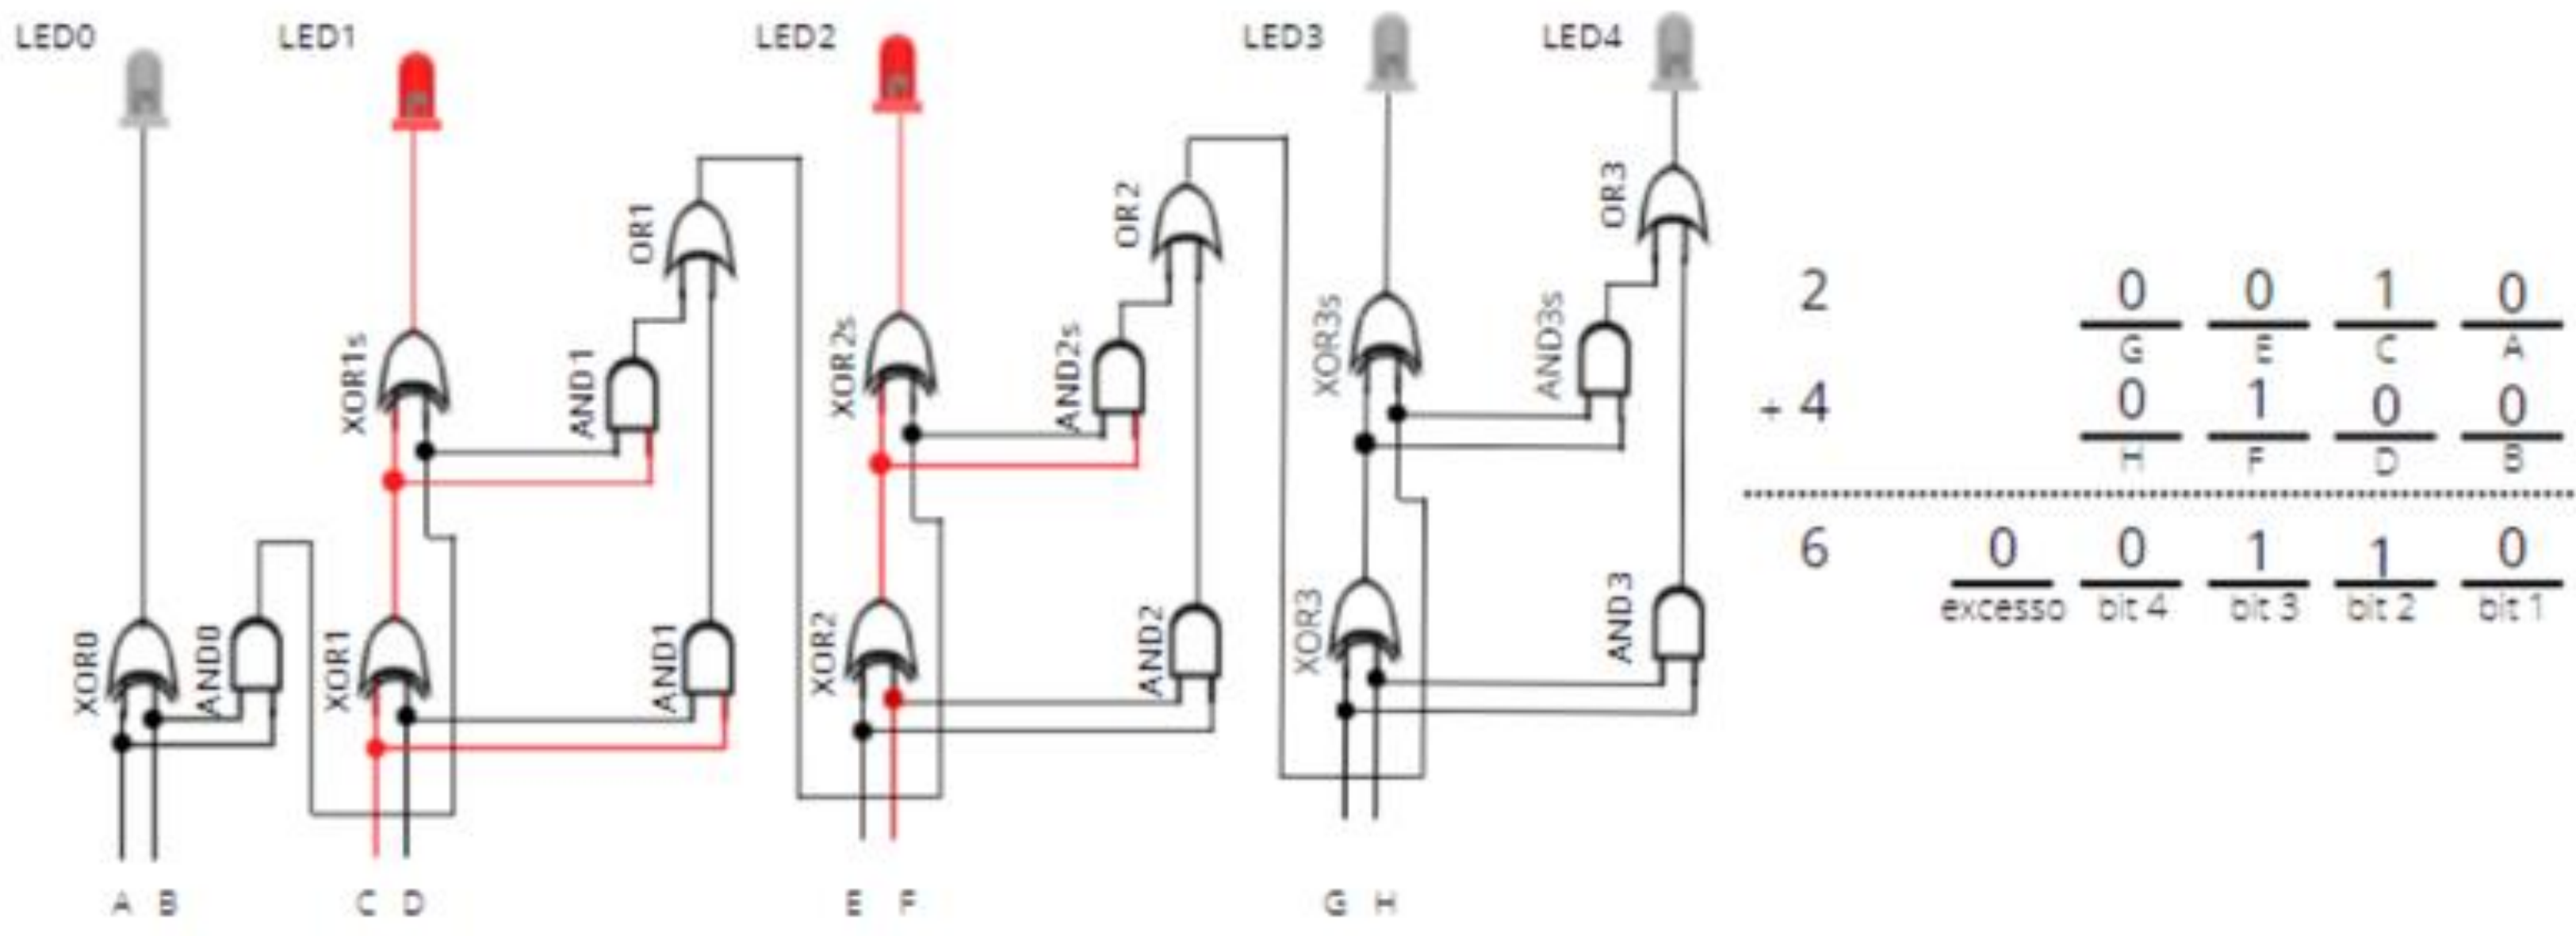 LED0
LED1
LED2
LED3
LED4
OR1
OR2
OR3
XOR1s
AND1
XOR2s
AND2s
XOR3s
AND3s
XOR0
AND0
XOR1
AND1
XOR2
AND2
XOR3
AND3
A B
C D
E F
G H
2 0 0 1 0
G E C A
+ 4 0 1 0 0
H F D B
6 0 0 1 1 0
excesso bit 4 bit 3 bit 2 bit 1